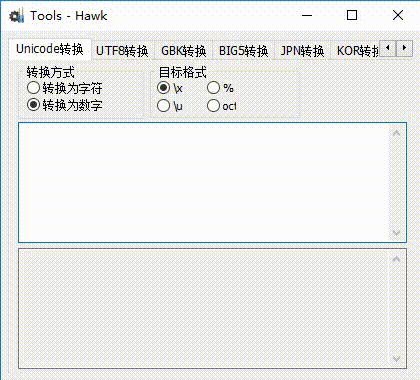 Tools - Hawk
Unicode转换 UTF8转换 GBK转换 BIG5转换 JPN转换 KOR转换
转换方式 目标格式
转换为字符 \x %
转换为数字 \u oct